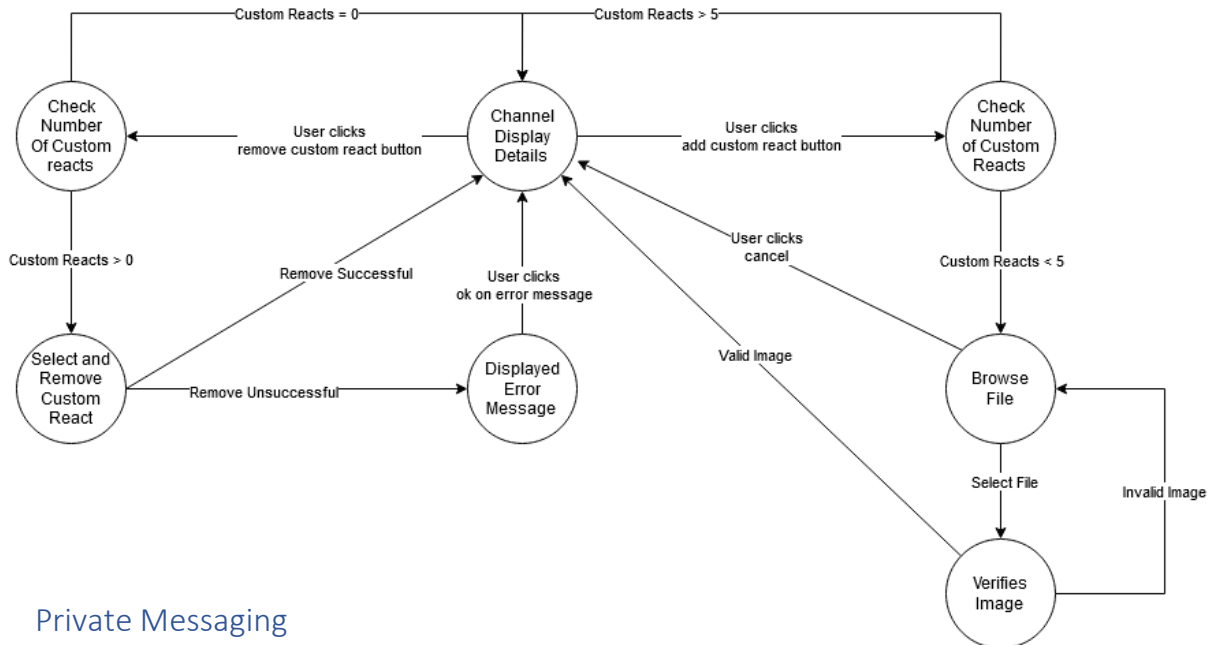 Custom Reacts = 0
Custom Reacts > 5
Check
Number
Of Custom
reacts
User clicks
remove custom react button
Channel
Display
Details
User clicks
add custom react button
Check
Number
of Custom
Reacts
Custom Reacts > 0
Remove Successful
User clicks
ok on error message
User clicks
cancel
Custom Reacts < 5
Select and
Remove
Custom
React
Remove Unsuccessful
Displayed
Error
Message
Valid Image
Browse
File
Select File
Invalid Image
Verifies
Image
Private Messaging